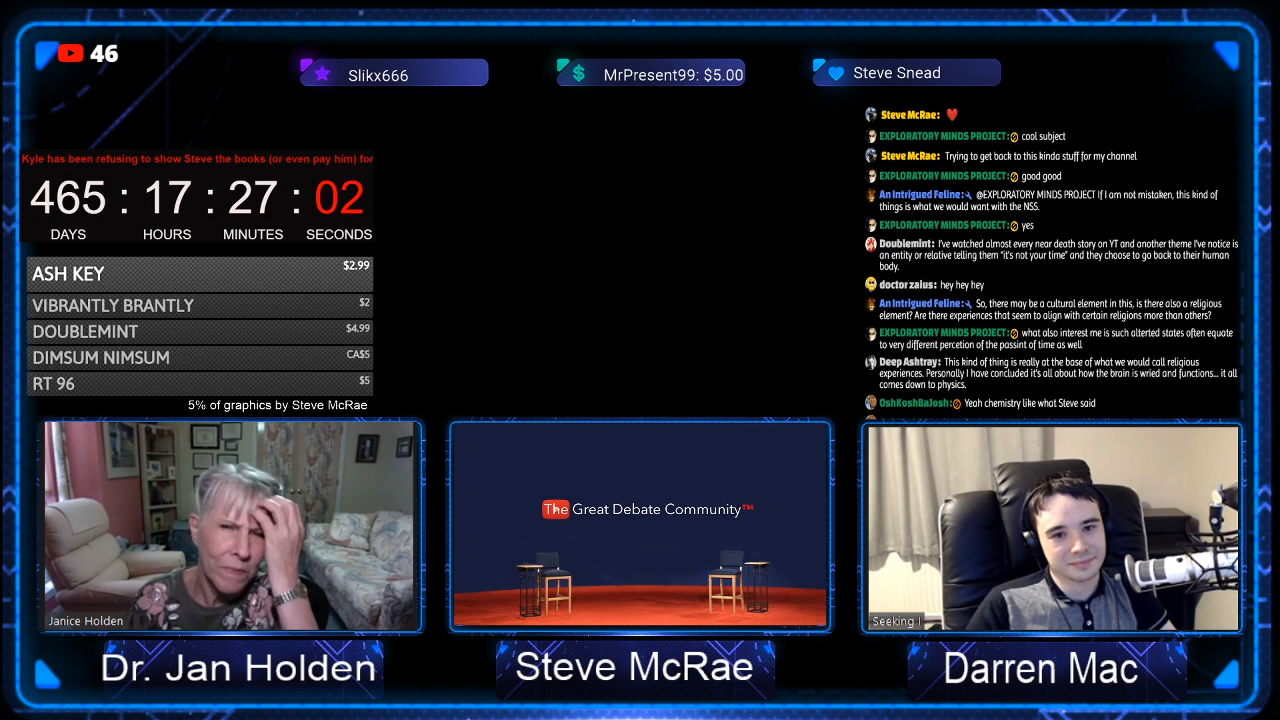 46
Slikx666
MrPresent99: $5.00
Steve Snead
Kyle has been refusing to show Steve the books (or even pay him) for
465 : 17 : 27 : 02
DAYS HOURS MINUTES SECONDS
ASH KEY $2.99
VIBRANTLY BRANTLY $2
DOUBLEMINT $4,99
DIMSUM NIMSUM CA$5
RT 96 $5
5% of graphics by Steve McRae
Steve McRae:
EXPLORATORY MINDS PROJECT: cool subject
Steve McRae: Trying to get back to this kinda stuff for my channel
EXPLORATORY MINDS PROJECT: good good
An Intrigued Feline: @EXPLORATORY MINDS PROJECT If I am not mistaken, this kind of
things is what we would want with the NSS.
EXPLORATORY MINDS PROJECT: yes
Doublemint: I've watched almost every near death story on YT and another theme I've notice is
an entity or relative telling them "it's not your time" and they choose to go back to their human
body.
doctor zaius: hey hey hey
An Intrigued Feline: So, there may be a cultural element in this, is there also a religious
element? Are there experiences that seem to align with certain religions more than others?
EXPLORATORY MINDS PROJECT: what also interest me is such alterted states often equate
to very different percetion of the passint of time as well
Deep Ashtray: This kind of thing is really at the base of what we would call religious
experiences. Personally I have concluded it's all about how the brain is wried and functions... it all
comes down to physics.
OshKoshBaJosh: Yeah chemistry like what Steve said
Janice Holden
The Great Debate Community™
Seeking I
Dr. Jan Holden
Steve McRae
Darren Mac